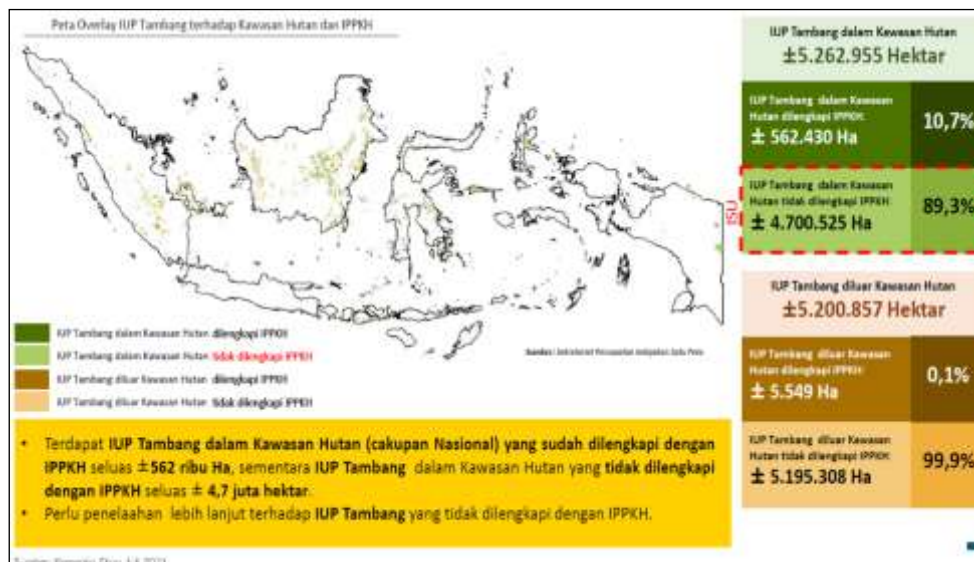 Peta Overlay IUP Tambang terhadap Kawasan Hutan dan IPPKH
IUP Tambang dalam Kawasan Hutan dilengkapi IPPKH
IUP Tambang dalam Kawasan Hutan tidak dilengkapi IPPKH
IUP Tambang diluar Kawasan Hutan dilengkapi IPPKH
IUP Tambang diluar Kawasan Hutan tidak dilengkapi IPPKH
Sumber: Sekretariat Percepatan Kebijakan Satu Peta
• Terdapat IUP Tambang dalam Kawasan Hutan (cakupan Nasional) yang sudah dilengkapi dengan
IPPKH seluas ±562 ribu Ha, sementara IUP Tambang dalam Kawasan Hutan yang tidak dilengkapi
dengan IPPKH seluas ± 4,7 juta hektar.
• Perlu penelaahan lebih lanjut terhadap IUP Tambang yang tidak dilengkapi dengan IPPKH.
IUP Tambang dalam Kawasan Hutan
±5.262.955 Hektar
IUP Tambang dalam Kawasan
Hutan dilengkapi IPPKH:
± 562.430 Ha
10,7%
ISU
IUP Tambang dalam Kawasan
Hutan tidak dilengkapi IPPKH:
± 4.700.525 Ha
89,3%
IUP Tambang diluar Kawasan Hutan
±5.200.857 Hektar
IUP Tambang diluar Kawasan
Hutan dilengkapi IPPKH:
± 5.549 Ha
0,1%
IUP Tambang diluar Kawasan
Hutan tidak dilengkapi IPPKH:
± 5.195.308 Ha
99,9%